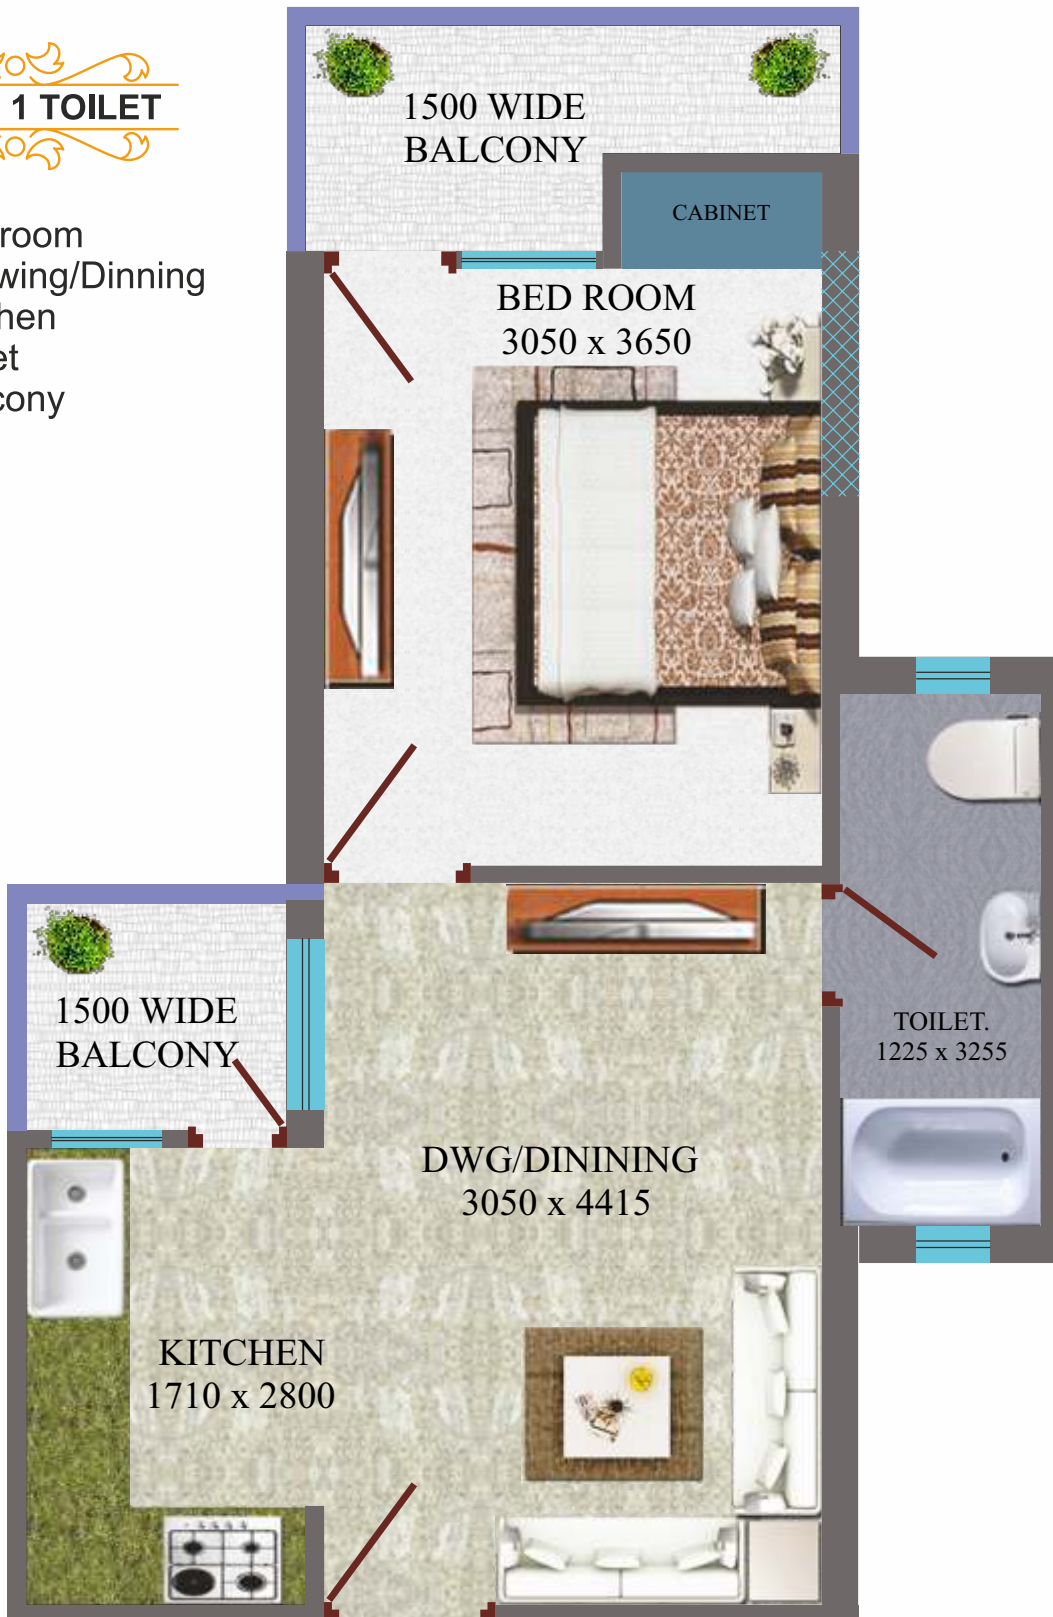 1 TOILET
room
wing/Dinning
hen
et
cony
1500 WIDE
BALCONY
CABINET
BED ROOM
3050 x 3650
1500 WIDE
BALCONY
TOILET.
1225 x 3255
DWG/DININING
3050 x 4415
KITCHEN
1710 x 2800